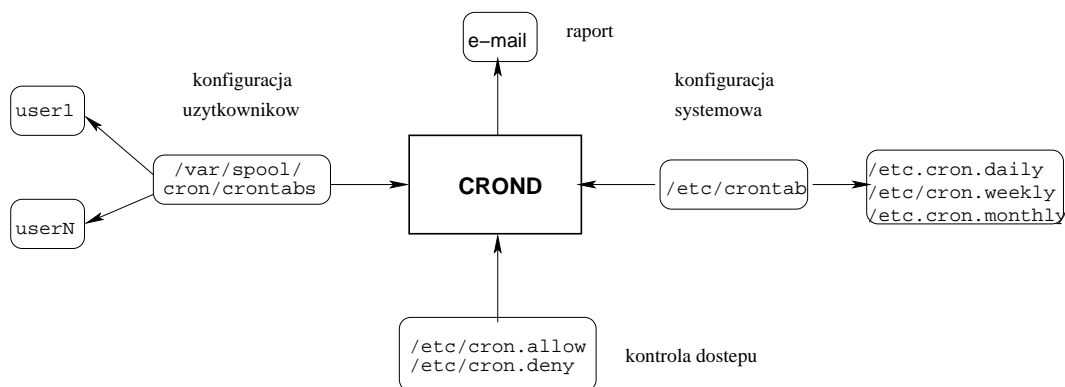 e−mail
raport
konfiguracja
uzytkownikow
konfiguracja
systemowa
user1
/var/spool/
cron/crontabs
CROND
/etc/crontab
/etc.cron.daily
/etc/cron.weekly
/etc.cron.monthly
userN
/etc/cron.allow
/etc/cron.deny
kontrola dostepu